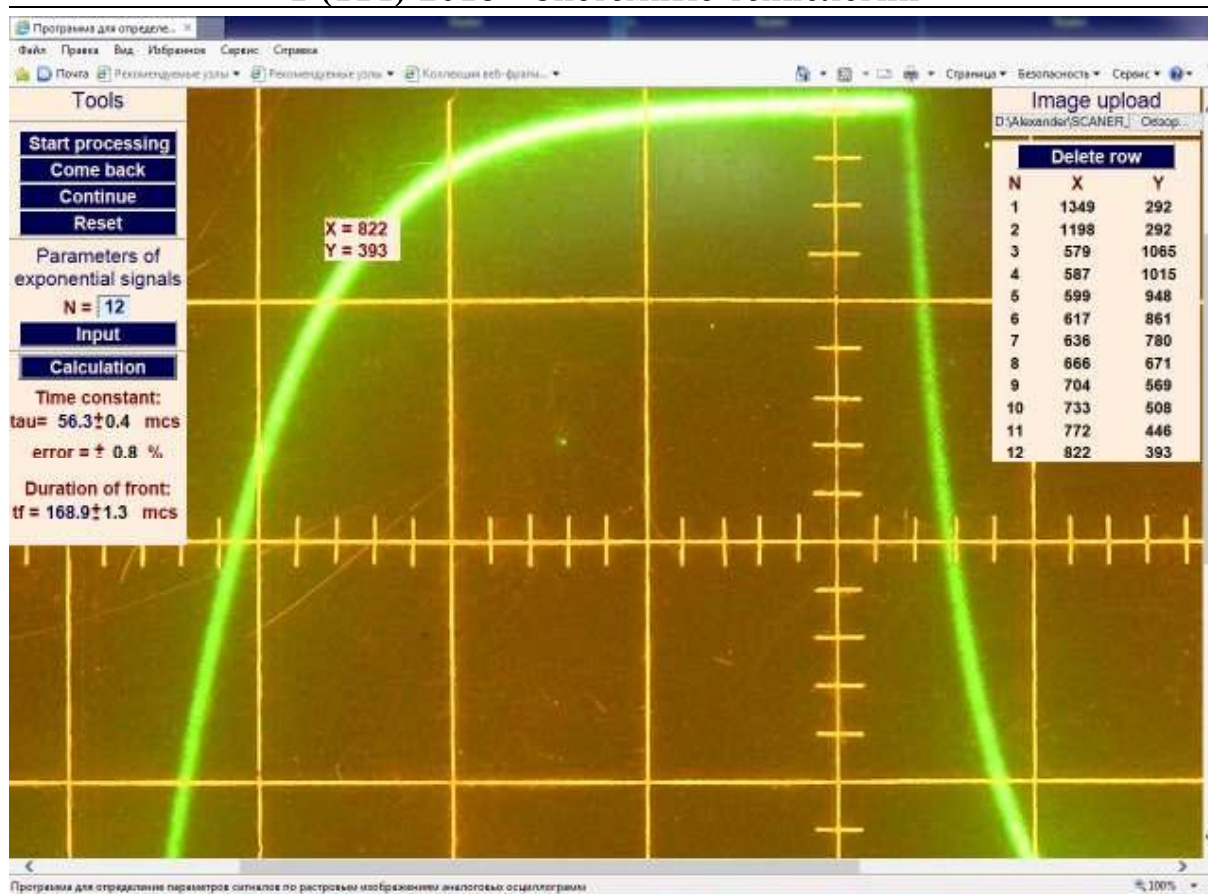 Программа для определе...
Файл Правка Вид Избранное Сервис Справка
Почта Рекомендуемые узлы Рекомендуемые узлы Коллекция веб-фрагм... Страница Безопасность Сервис
Tools
Start processing
Come back
Continue
Reset
Parameters of
exponential signals
N = 12
Input
Calculation
Time constant:
tau= 56.3±0.4 mcs
error = ± 0.8 %
Duration of front:
tf = 168.9±1.3 mcs
X = 822
Y = 393
Image upload
D:\Alexander\SCANER_ Обзор...
Delete row
N X Y
1 1349 292
2 1198 292
3 579 1065
4 587 1015
5 599 948
6 617 861
7 636 780
8 666 671
9 704 569
10 733 508
11 772 446
12 822 393
Программа для определения параметров сигналов по растровым изображениям аналоговых осциллограмм
100%